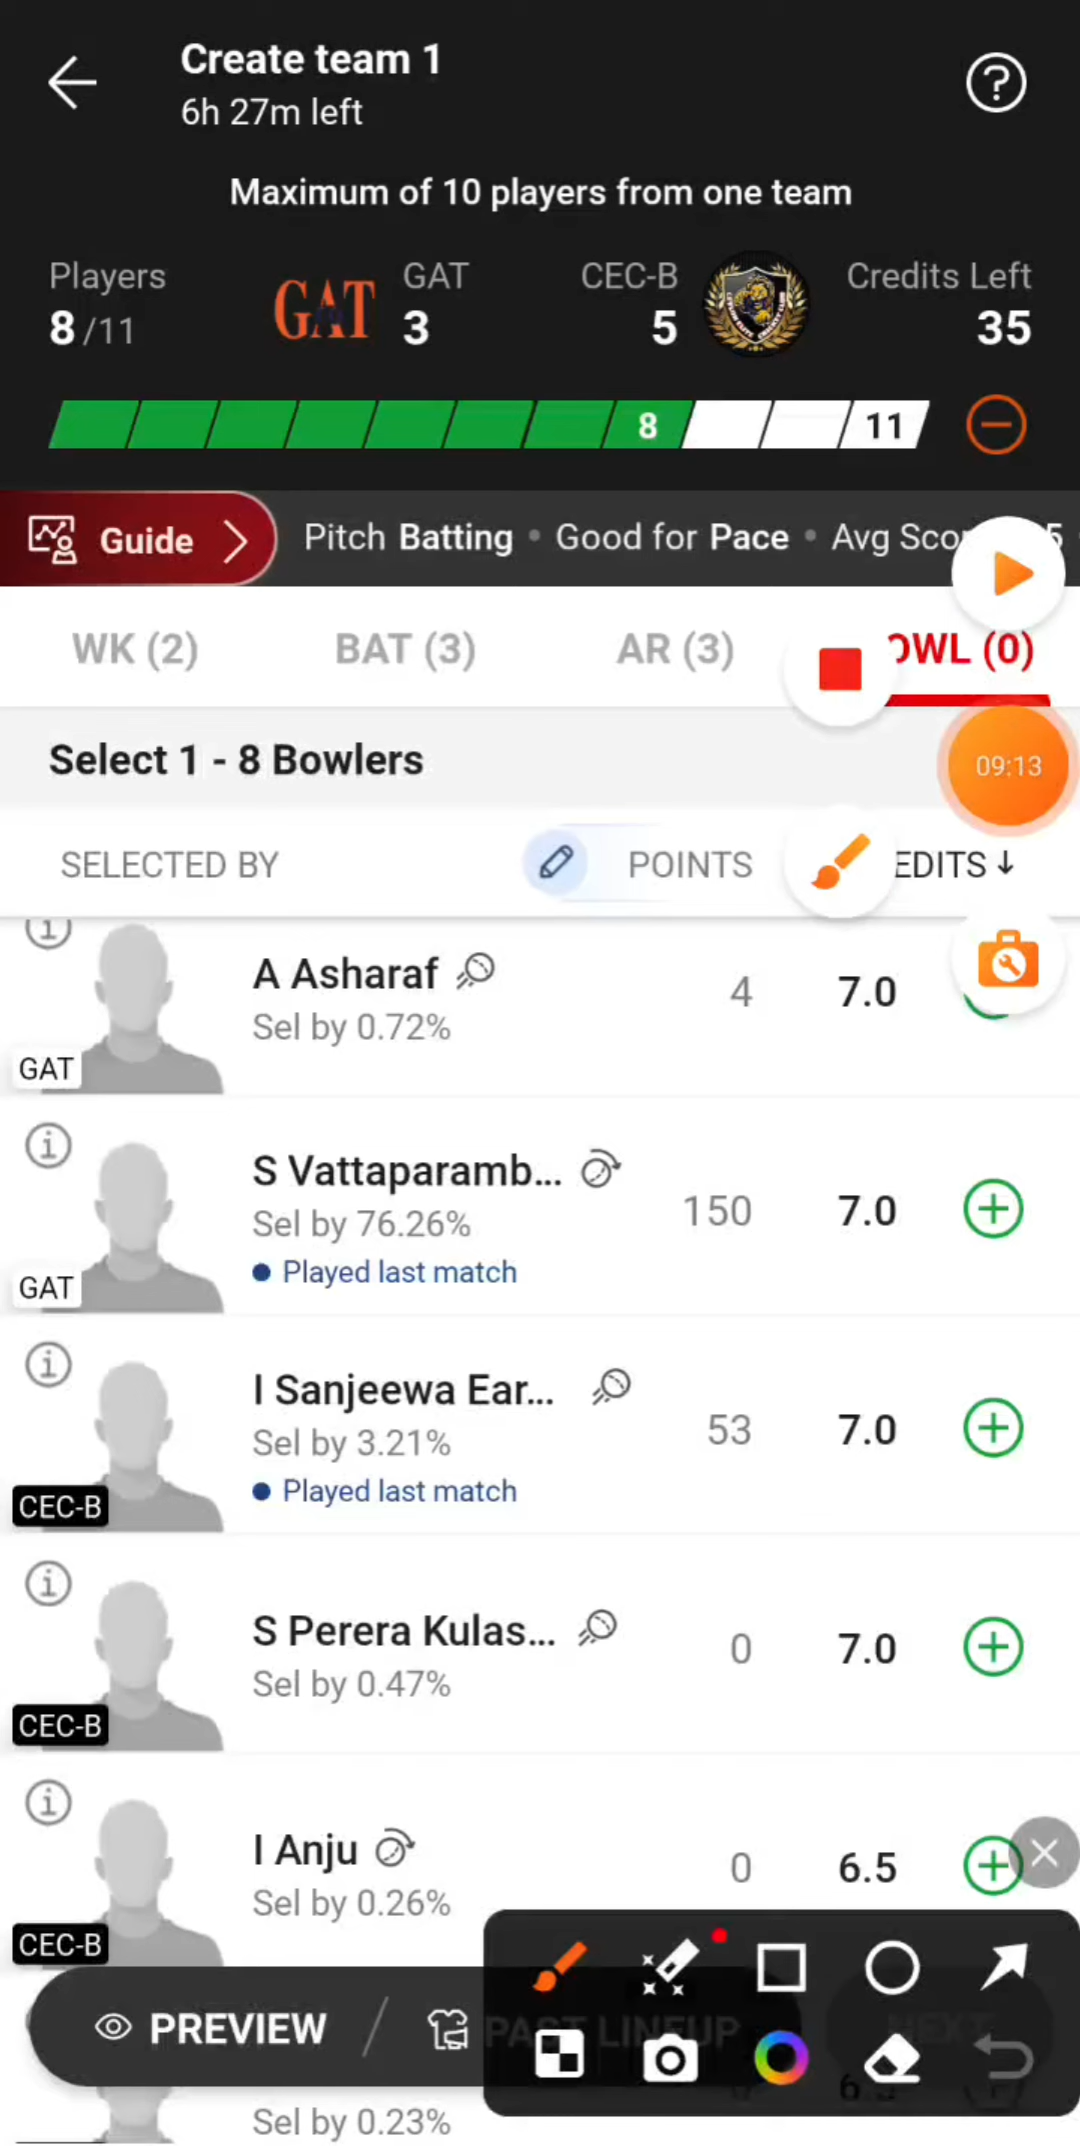 Create team 1
6h 27m left
Maximum of 10 players from one team
Players
8/11
GAT
GAT
3
CEC-B
5
Credits Left
35
8
11
Guide
Pitch Batting • Good for Pace • Avg
WK (2)
BAT (3)
AR (3)
OWL (0)
Select 1 - 8 Bowlers
09:13
SELECTED BY
POINTS
EDITS ↓
A Asharaf
4
7.0
Sel by 0.72%
GAT
S Vattaparamb...
150
7.0
Sel by 76.26%
Played last match
GAT
I Sanjeewa Ear...
53
7.0
Sel by 3.21%
Played last match
CEC-B
S Perera Kulas...
0
7.0
Sel by 0.47%
CEC-B
I Anju
0
6.5
Sel by 0.26%
CEC-B
PREVIEW
PAST LINEUP
NEXT
Sel by 0.23%